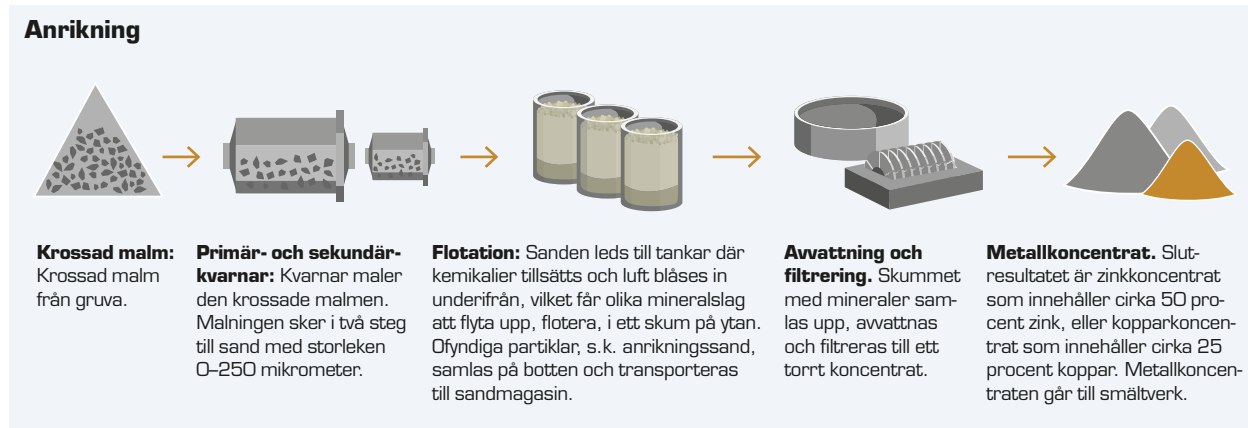 Anrikning
Krossad malm:
Krossad malm
från gruva.
Primär- och sekundär-
kvarnar: Kvarnar maler
den krossade malmen.
Malningen sker i två steg
till sand med storleken
0–250 mikrometer.
Flotation: Sanden leds till tankar där
kemikalier tillsätts och luft blåses in
underifrån, vilket får olika mineralslag
att flyta upp, flotera, i ett skum på ytan.
Ofyndiga partiklar, s.k. anrikningssand,
samlas på botten och transporteras
till sandmagasin.
Avvattning och
filtrering. Skummet
med mineraler sam-
las upp, avvattnas
och filtreras till ett
torrt koncentrat.
Metallkoncentrat. Slut-
resultatet är zinkkoncentrat
som innehåller cirka 50 pro-
cent zink, eller kopparkoncen-
trat som innehåller cirka 25
procent koppar. Metallkoncen-
traten går till smältverk.